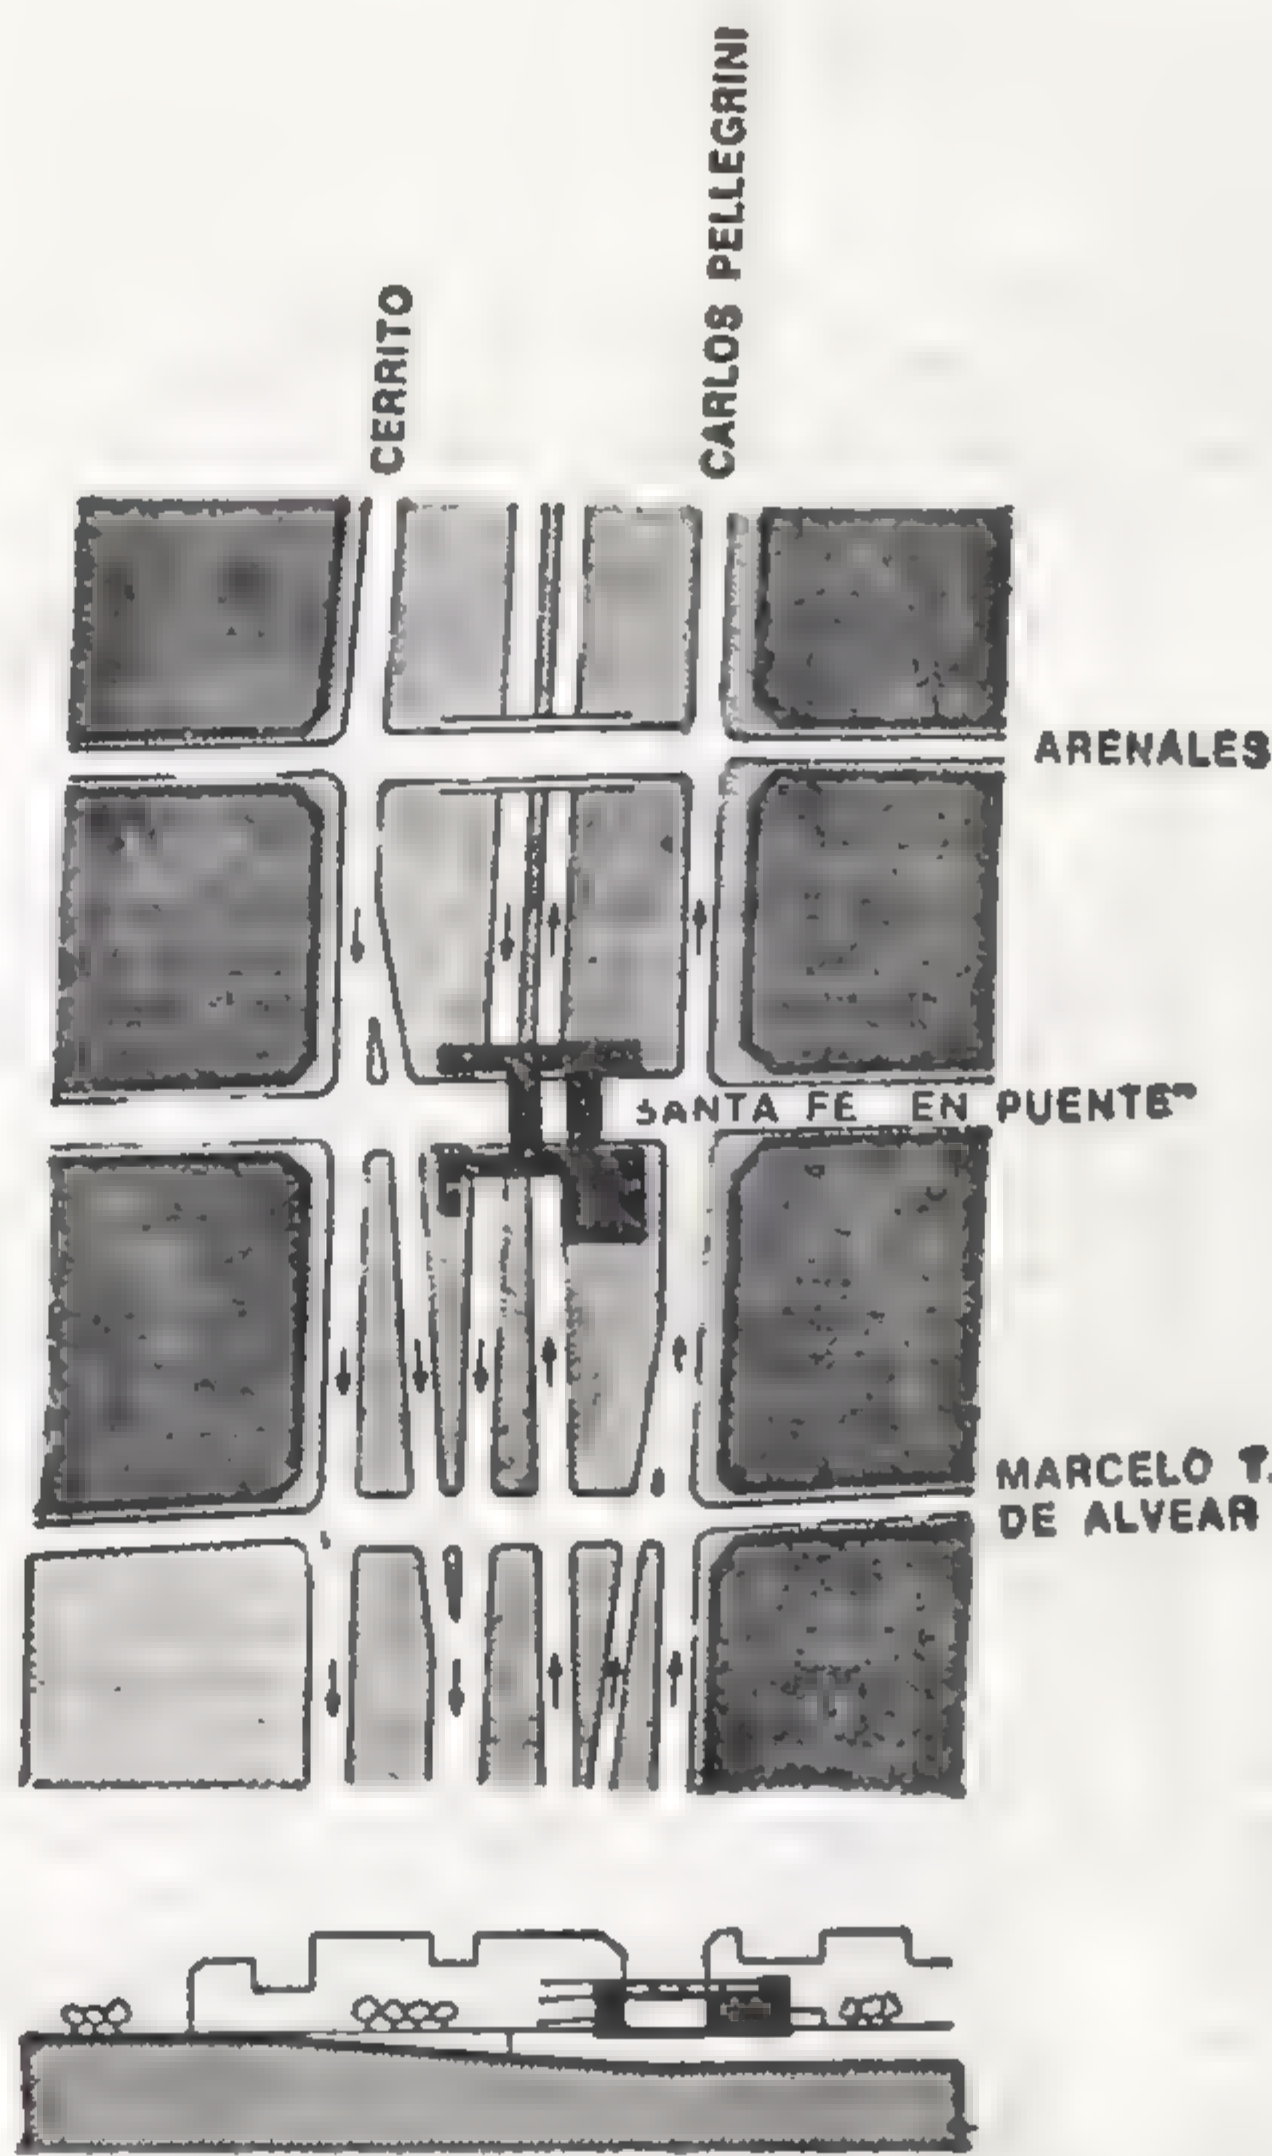 CERRITO
CARLOS PELLEGRINI
ARENALES
SANTA FE EN PUENTE"
MARCELO T.
DE ALVEAR